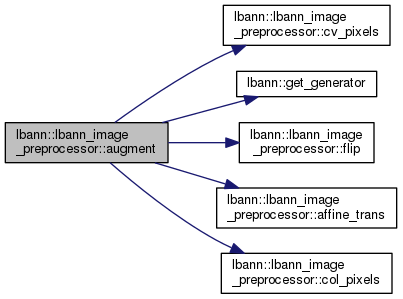 lbann::lbann_image
_preprocessor::augment
lbann::lbann_image
_preprocessor::cv_pixels
lbann::get_generator
lbann::lbann_image
_preprocessor::flip
lbann::lbann_image
_preprocessor::affine_trans
lbann::lbann_image
_preprocessor::col_pixels